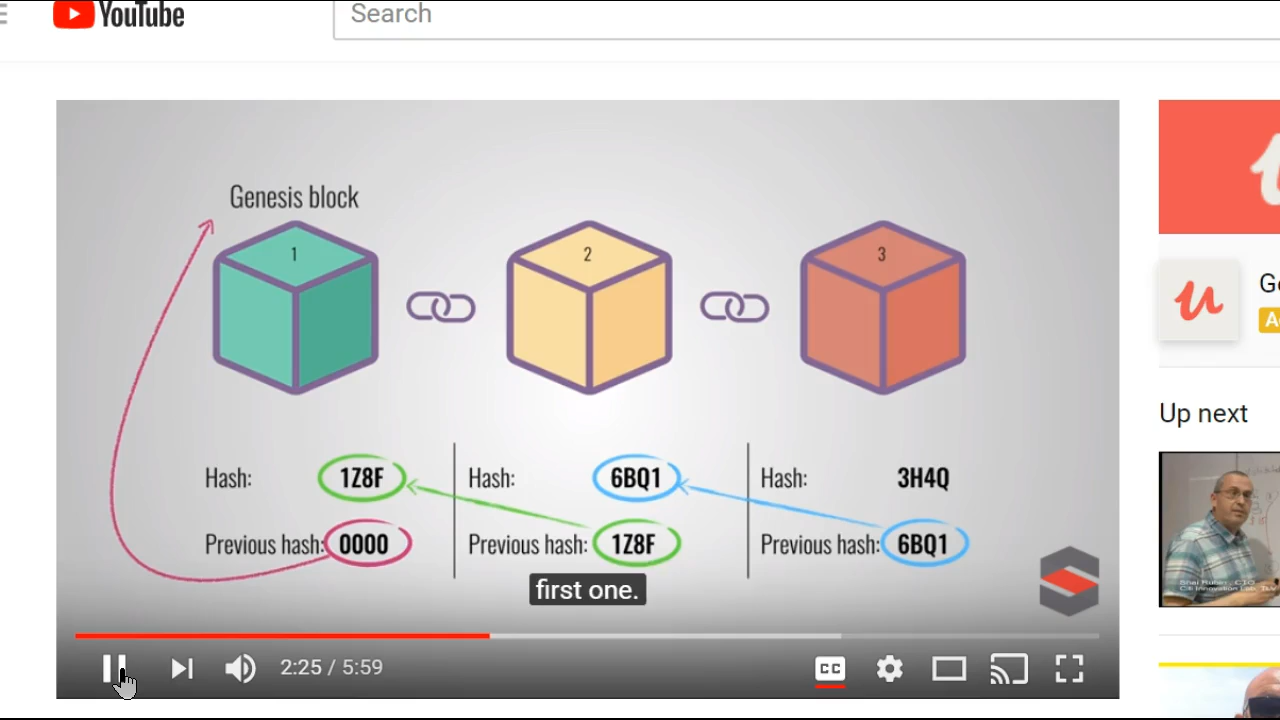 YouTube
Search
Genesis block
1
2
3
Hash: 1Z8F
Hash: 6BQ1
Hash: 3H4Q
Previous hash: 0000
Previous hash: 1Z8F
Previous hash: 6BQ1
first one.
2:25 / 5:59
CC
Up next